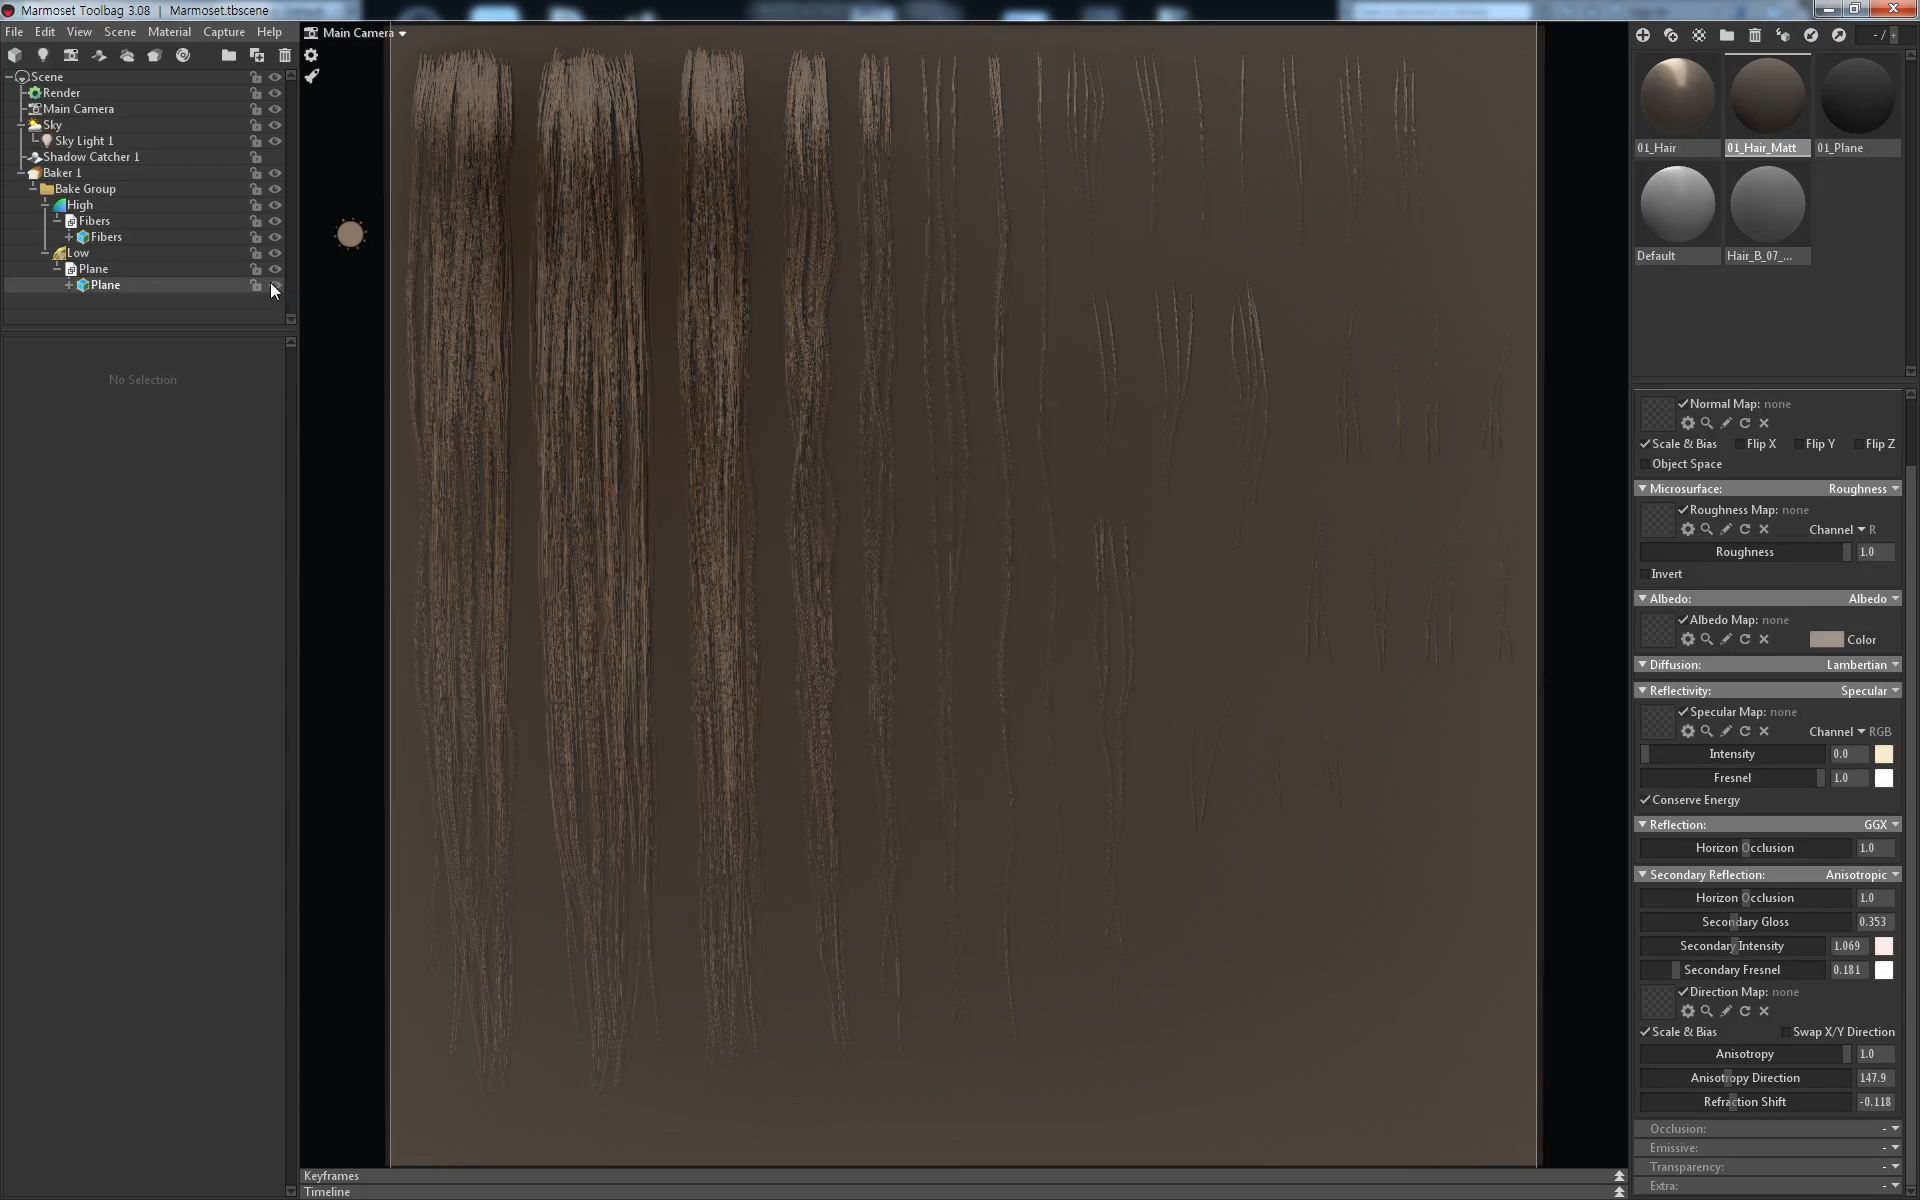 Marmoset Toolbag 3.08 | Marmoset.tbscene
File Edit View Scene Material Capture Help
Main Camera
- / +
Scene
Render
Main Camera
Sky
Sky Light 1
Shadow Catcher 1
Baker 1
Bake Group
High
Fibers
Fibers
Low
Plane
Plane
No Selection
Keyframes
Timeline
01_Hair 01_Hair_Matt 01_Plane
Default Hair_B_07_...
Normal Map: none
Scale & Bias Flip X Flip Y Flip Z
Object Space
Microsurface: Roughness
Roughness Map: none
Channel R
Roughness 1.0
Invert
Albedo: Albedo
Albedo Map: none
Color
Diffusion: Lambertian
Reflectivity: Specular
Specular Map: none
Channel RGB
Intensity 0.0
Fresnel 1.0
Conserve Energy
Reflection: GGX
Horizon Occlusion 1.0
Secondary Reflection: Anisotropic
Horizon Occlusion 1.0
Secondary Gloss 0.353
Secondary Intensity 1.069
Secondary Fresnel 0.181
Direction Map: none
Scale & Bias Swap X/Y Direction
Anisotropy 1.0
Anisotropy Direction 147.9
Refraction Shift -0.118
Occlusion: -
Emissive: -
Transparency: -
Extra: -